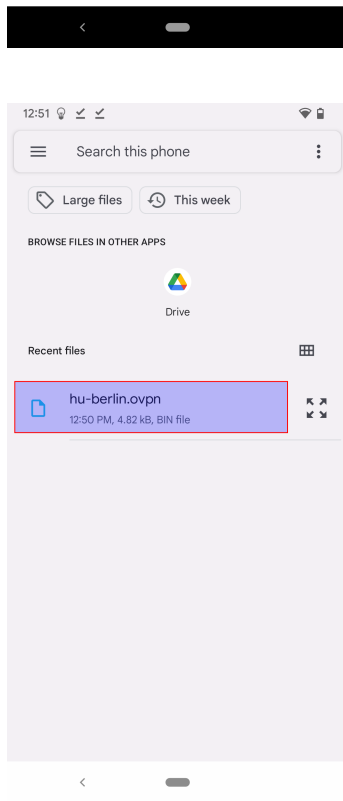 12:51
Search this phone
Large files
This week
BROWSE FILES IN OTHER APPS
Drive
Recent files
hu-berlin.ovpn
12:50 PM, 4.82 kB, BIN file